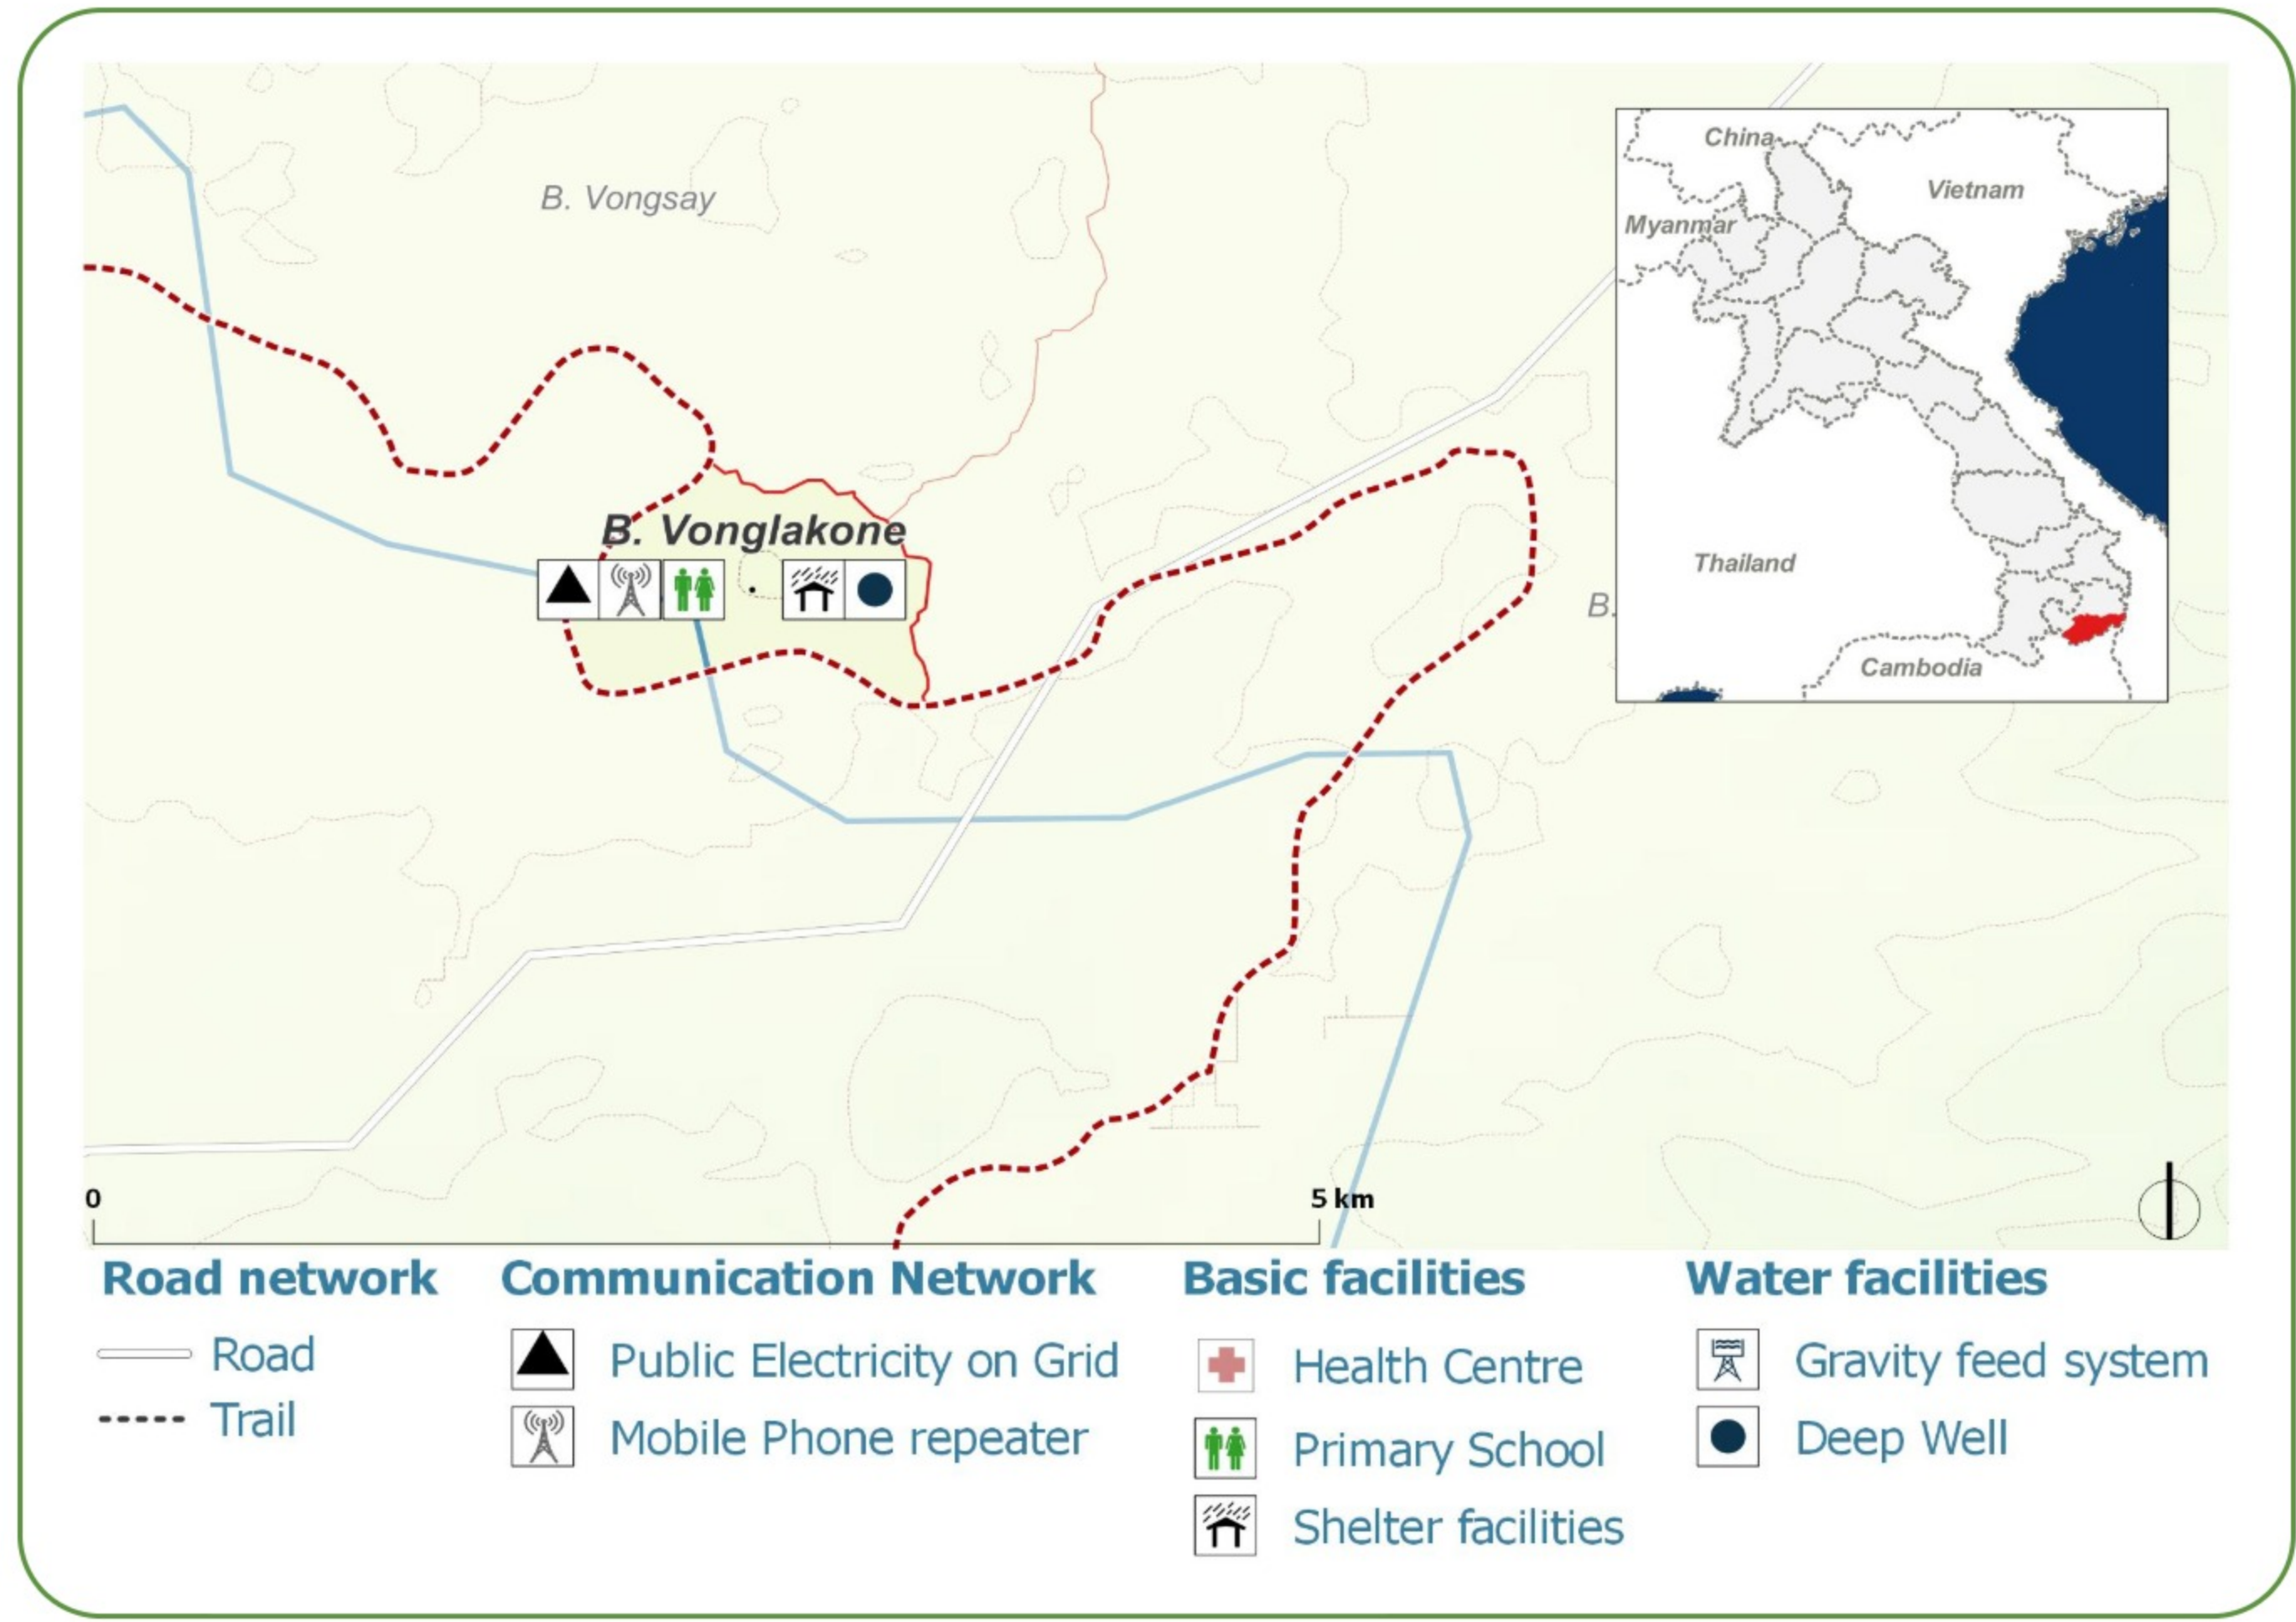 B. Vongsay
B. Vonglakone
B.
China
Vietnam
Myanmar
Thailand
Cambodia
0
5 km
Road network
Road
Trail
Communication Network
Public Electricity on Grid
Mobile Phone repeater
Basic facilities
Health Centre
Primary School
Shelter facilities
Water facilities
Gravity feed system
Deep Well